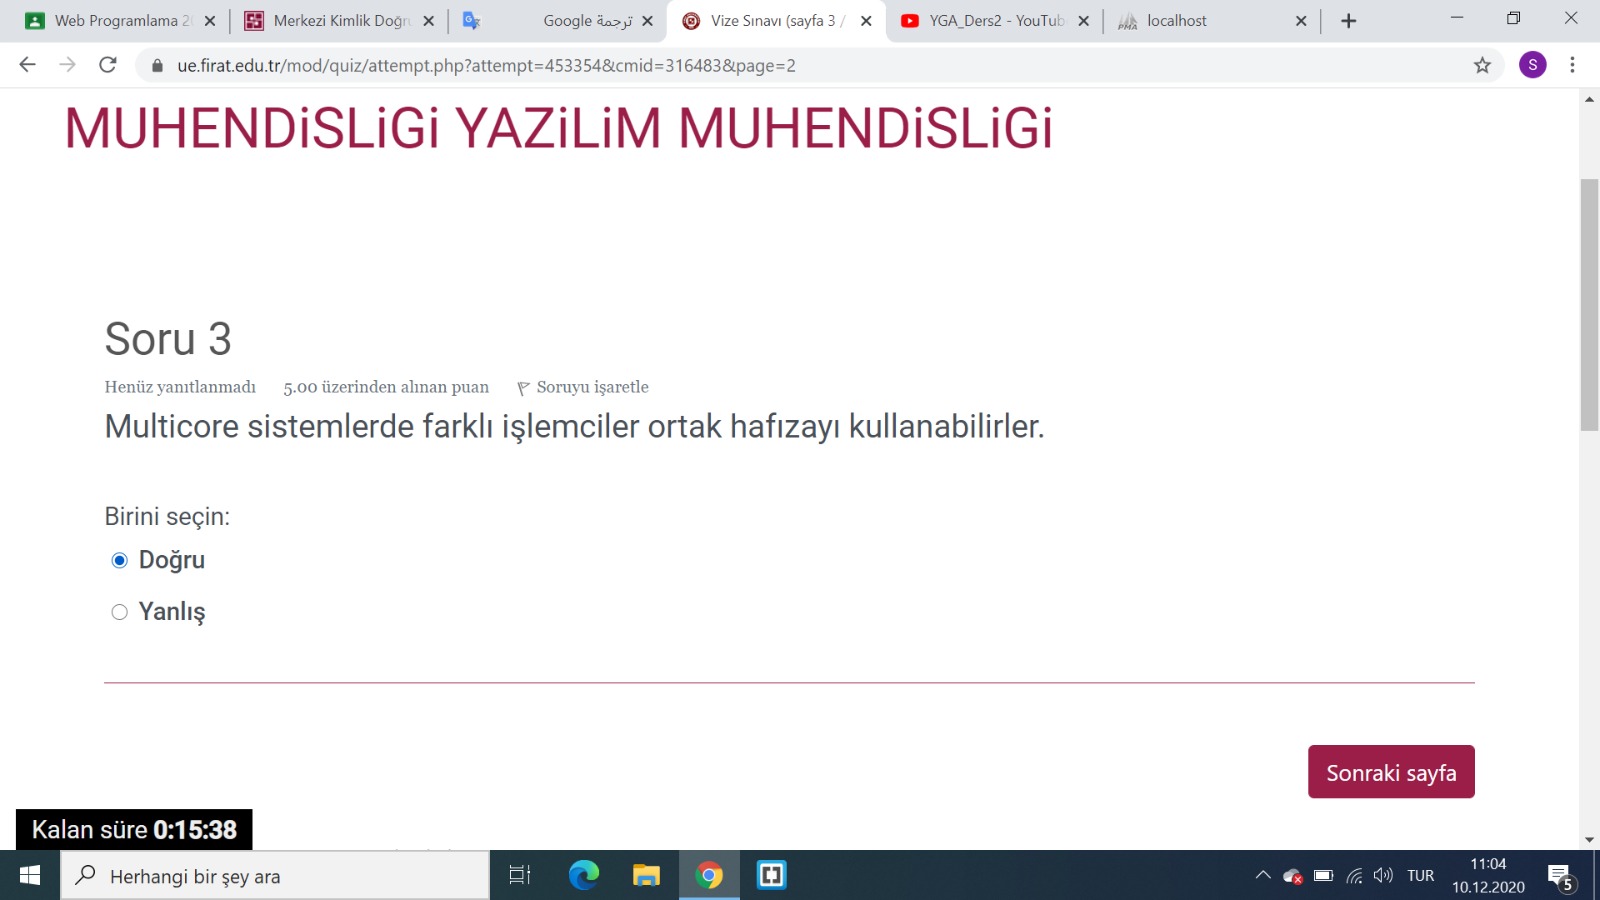 Web Programlama 2
Merkezi Kimlik Doğr
ترجمة Google
Vize Sınavı (sayfa 3 /
YGA_Ders2 - YouTub
PMA localhost
ue.firat.edu.tr/mod/quiz/attempt.php?attempt=453354&cmid=316483&page=2
S
MUHENDiSLiGi YAZiLiM MUHENDiSLiGi
Soru 3
Henüz yanıtlanmadı 5.00 üzerinden alınan puan Soruyu işaretle
Multicore sistemlerde farklı işlemciler ortak hafızayı kullanabilirler.
Birini seçin:
Doğru
Yanlış
Sonraki sayfa
Kalan süre 0:15:38
Herhangi bir şey ara
TUR
11:04
10.12.2020
5